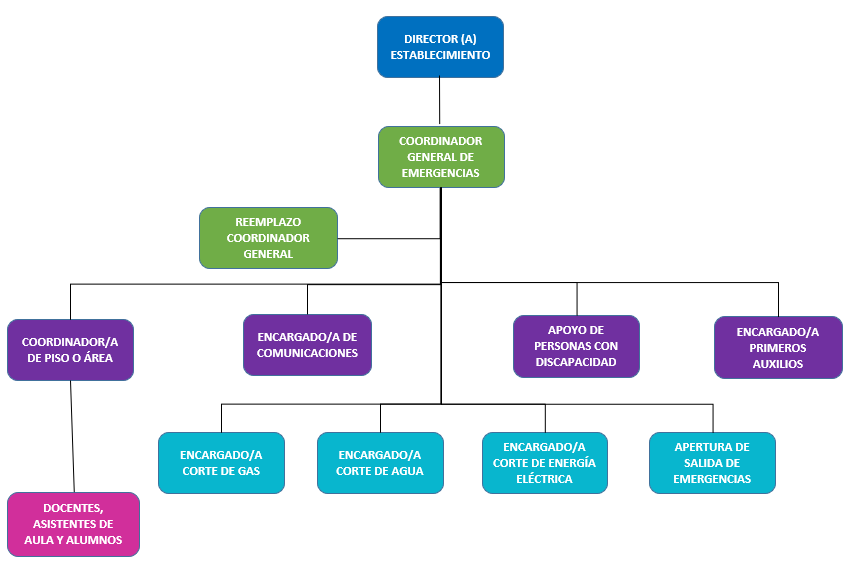 DIRECTOR (A)
ESTABLECIMIENTO
COORDINADOR
GENERAL DE
EMERGENCIAS
REEMPLAZO
COORDINADOR
GENERAL
COORDINADOR/A
DE PISO O ÁREA
ENCARGADO/A DE
COMUNICACIONES
APOYO DE
PERSONAS CON
DISCAPACIDAD
ENCARGADO/A
PRIMEROS
AUXILIOS
ENCARGADO/A
CORTE DE GAS
ENCARGADO/A
CORTE DE AGUA
ENCARGADO/A
CORTE DE ENERGÍA
ELÉCTRICA
APERTURA DE
SALIDA DE
EMERGENCIAS
DOCENTES,
ASISTENTES DE
AULA Y ALUMNOS